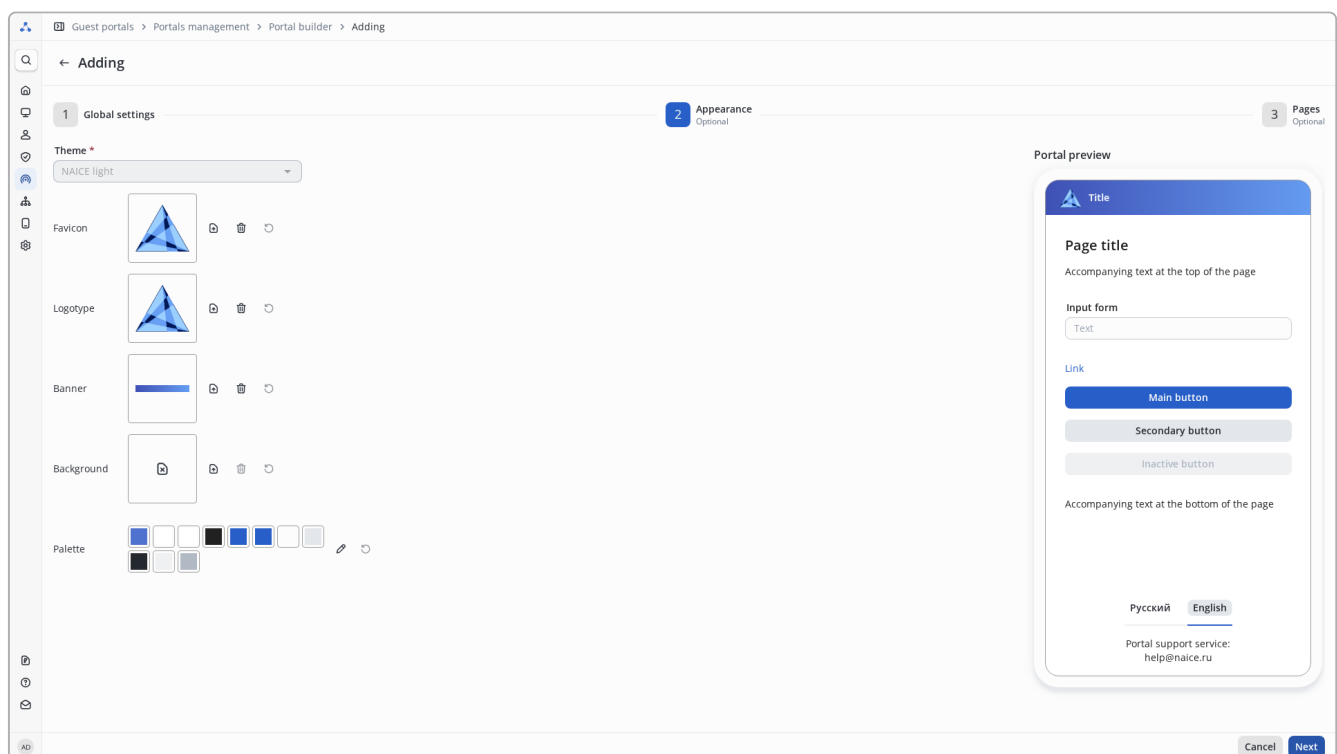 Guest portals > Portals management > Portal builder > Adding
← Adding
1 Global settings
2 Appearance
Optional
3 Pages
Optional
Theme *
NAICE light
Favicon
Logotype
Banner
Background
Palette
Portal preview
Title
Page title
Accompanying text at the top of the page
Input form
Text
Link
Main button
Secondary button
Inactive button
Accompanying text at the bottom of the page
Русский English
Portal support service:
help@naice.ru
AD
Cancel Next